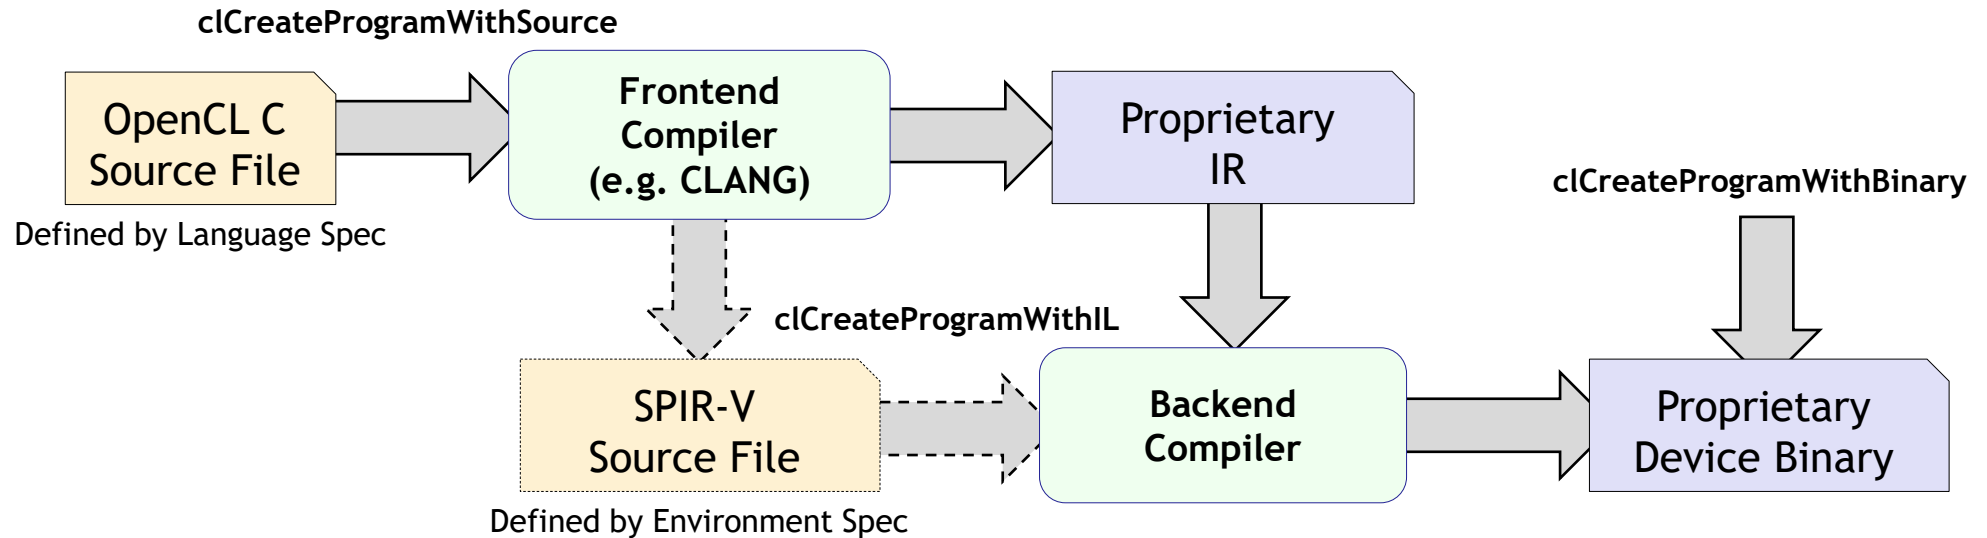 clCreateProgramWithSource
OpenCL C
Source File
Defined by Language Spec
Frontend
Compiler
(e.g. CLANG)
Proprietary
IR
clCreateProgramWithBinary
clCreateProgramWithIL
SPIR-V
Source File
Defined by Environment Spec
Backend
Compiler
Proprietary
Device Binary